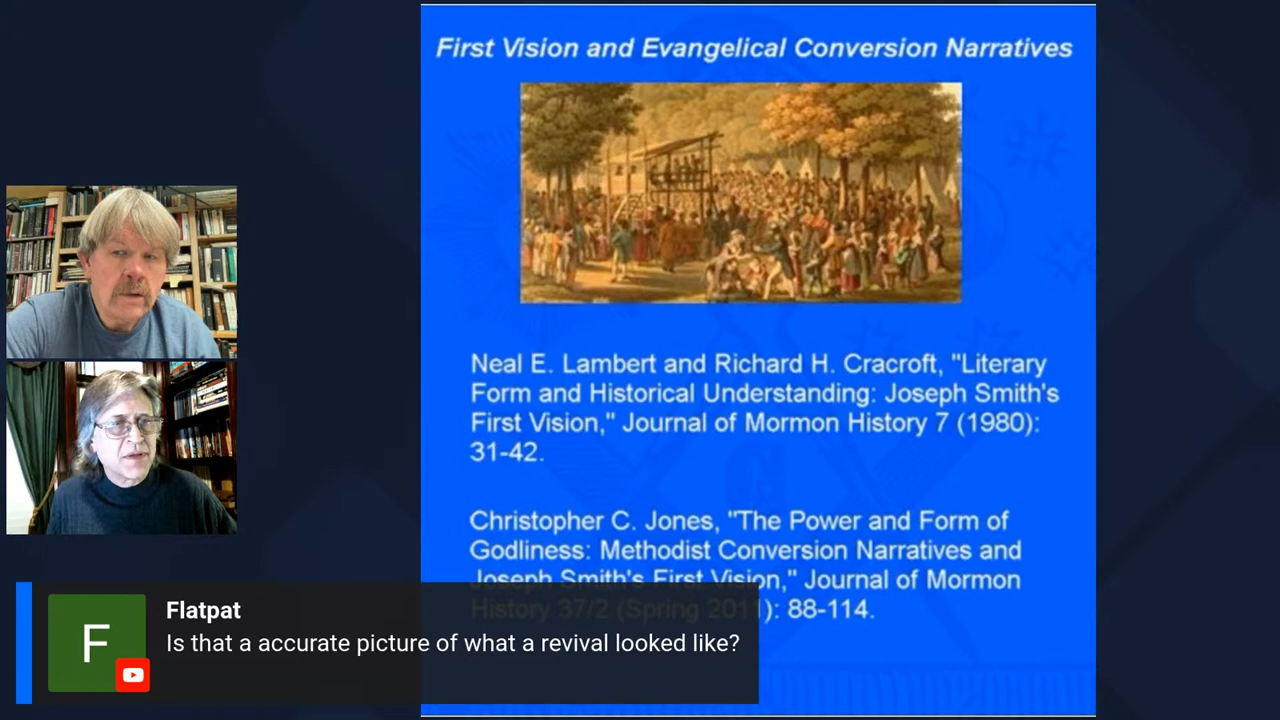 First Vision and Evangelical Conversion Narratives
Neal E. Lambert and Richard H. Cracroft, "Literary
Form and Historical Understanding: Joseph Smith's
First Vision," Journal of Mormon History 7 (1980):
31-42.
Christopher C. Jones, "The Power and Form of
Godliness: Methodist Conversion Narratives and
Joseph Smith's First Vision," Journal of Mormon
History 37/2 (Spring 2011): 88-114.
F
Flatpat
Is that a accurate picture of what a revival looked like?